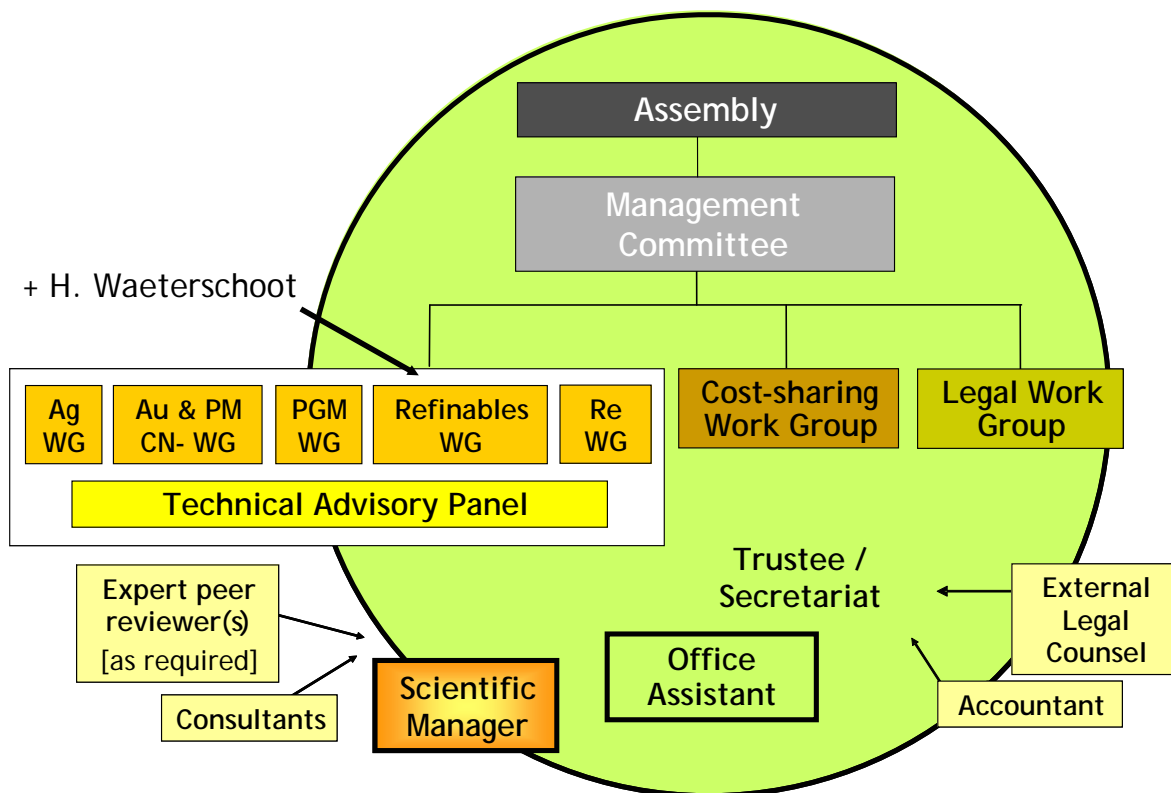 Assembly
Management
Committee
+ H. Waeterschoot
Ag
WG
Au & PM
CN- WG
PGM
WG
Refinables
WG
Re
WG
Cost-sharing
Work Group
Legal Work
Group
Technical Advisory Panel
Expert peer
reviewer(s)
[as required]
Consultants
Scientific
Manager
Trustee /
Secretariat
Office
Assistant
External
Legal
Counsel
Accountant